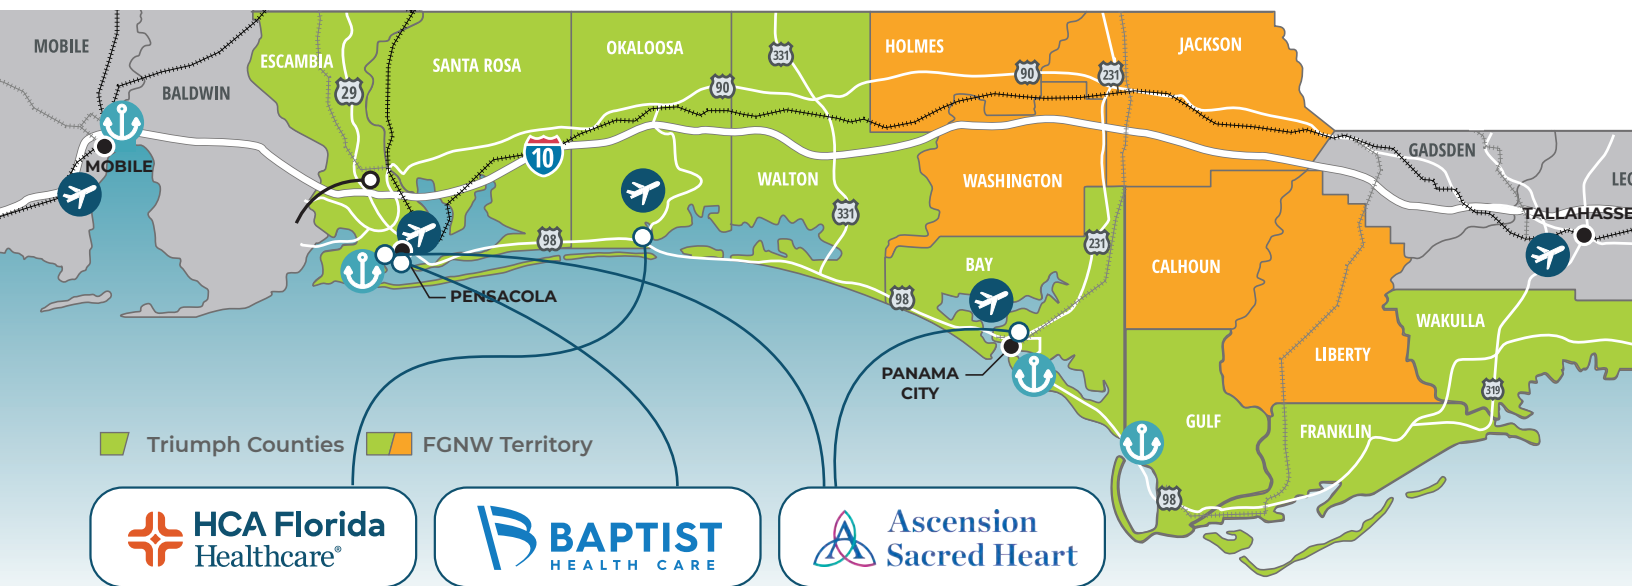 MOBILE
BALDWIN
ESCAMBIA
SANTA ROSA
OKALOOSA
HOLMES
JACKSON
331
29
90
90
231
MOBILE
10
GADSDEN
LEO
WALTON
WASHINGTON
331
TALLAHASSE
98
231
BAY
CALHOUN
PENSACOLA
98
WAKULLA
LIBERTY
PANAMA
CITY
319
GULF
FRANKLIN
98
Triumph Counties
FGNW Territory
HCA Florida
Healthcare®
BAPTIST
HEALTH CARE
Ascension
Sacred Heart